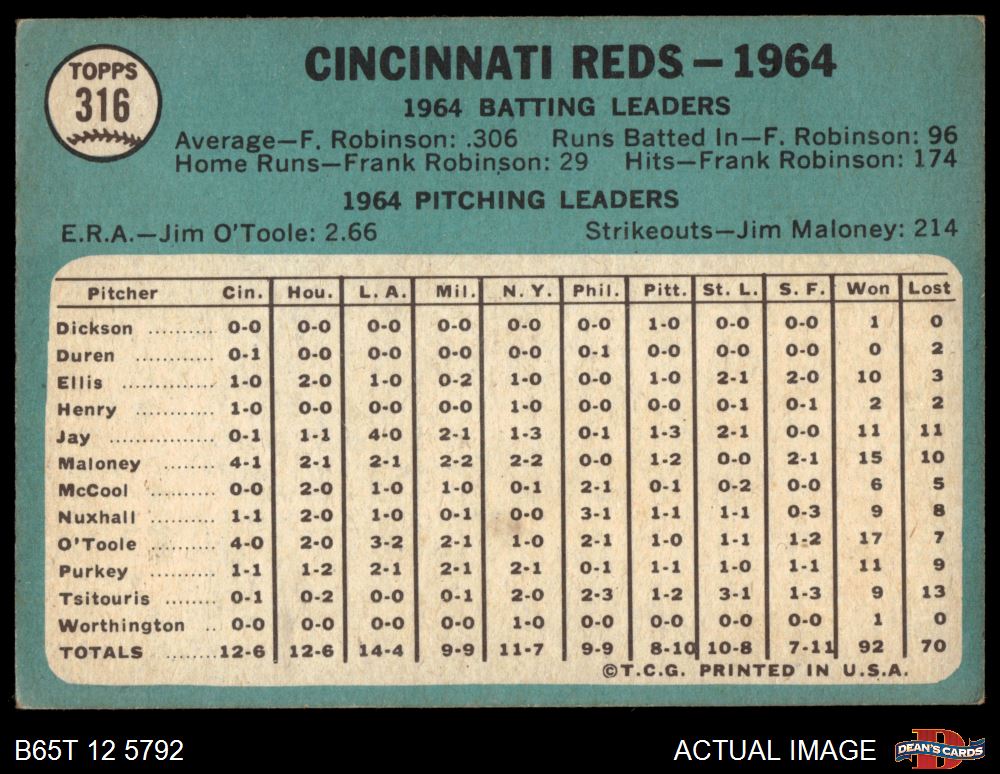 TOPPS
316
CINCINNATI REDS — 1964
1964 BATTING LEADERS
Average—F. Robinson: .306 Runs Batted In—F. Robinson: 96
Home Runs—Frank Robinson: 29 Hits—Frank Robinson: 174
1964 PITCHING LEADERS
E.R.A.—Jim O'Toole: 2.66 Strikeouts—Jim Maloney: 214
Pitcher Cin. Hou. L. A. Mil. N. Y. Phil. Pitt. St. L. S. F. Won Lost
Dickson .......... 0-0 0-0 0-0 0-0 0-0 0-0 1-0 0-0 0-0 1 0
Duren ............ 0-1 0-0 0-0 0-0 0-0 0-1 0-0 0-0 0-0 0 2
Ellis .............. 1-0 2-0 1-0 0-2 1-0 0-0 1-0 2-1 2-0 10 3
Henry ............ 1-0 0-0 0-0 0-0 1-0 0-0 0-0 0-1 0-1 2 2
Jay ................ 0-1 1-1 4-0 2-1 1-3 0-1 1-3 2-1 0-0 11 11
Maloney ........ 4-1 2-1 2-1 2-2 2-2 0-0 1-2 0-0 2-1 15 10
McCool .......... 0-0 2-0 1-0 1-0 0-1 2-1 0-1 0-2 0-0 6 5
Nuxhall .......... 1-1 2-0 1-0 0-1 0-0 3-1 1-1 1-1 0-3 9 8
O'Toole .......... 4-0 2-0 3-2 2-1 1-0 2-1 1-0 1-1 1-2 17 7
Purkey .......... 1-1 1-2 2-1 2-1 2-1 0-1 1-1 1-0 1-1 11 9
Tsitouris ........ 0-1 0-2 0-0 0-1 2-0 2-3 1-2 3-1 1-3 9 13
Worthington .. 0-0 0-0 0-0 0-0 1-0 0-0 0-0 0-0 0-0 1 0
TOTALS ........ 12-6 12-6 14-4 9-9 11-7 9-9 8-10 10-8 7-11 92 70
©T.C.G. PRINTED IN U.S.A.
B65T 12 5792 ACTUAL IMAGE DEAN'S CARDS